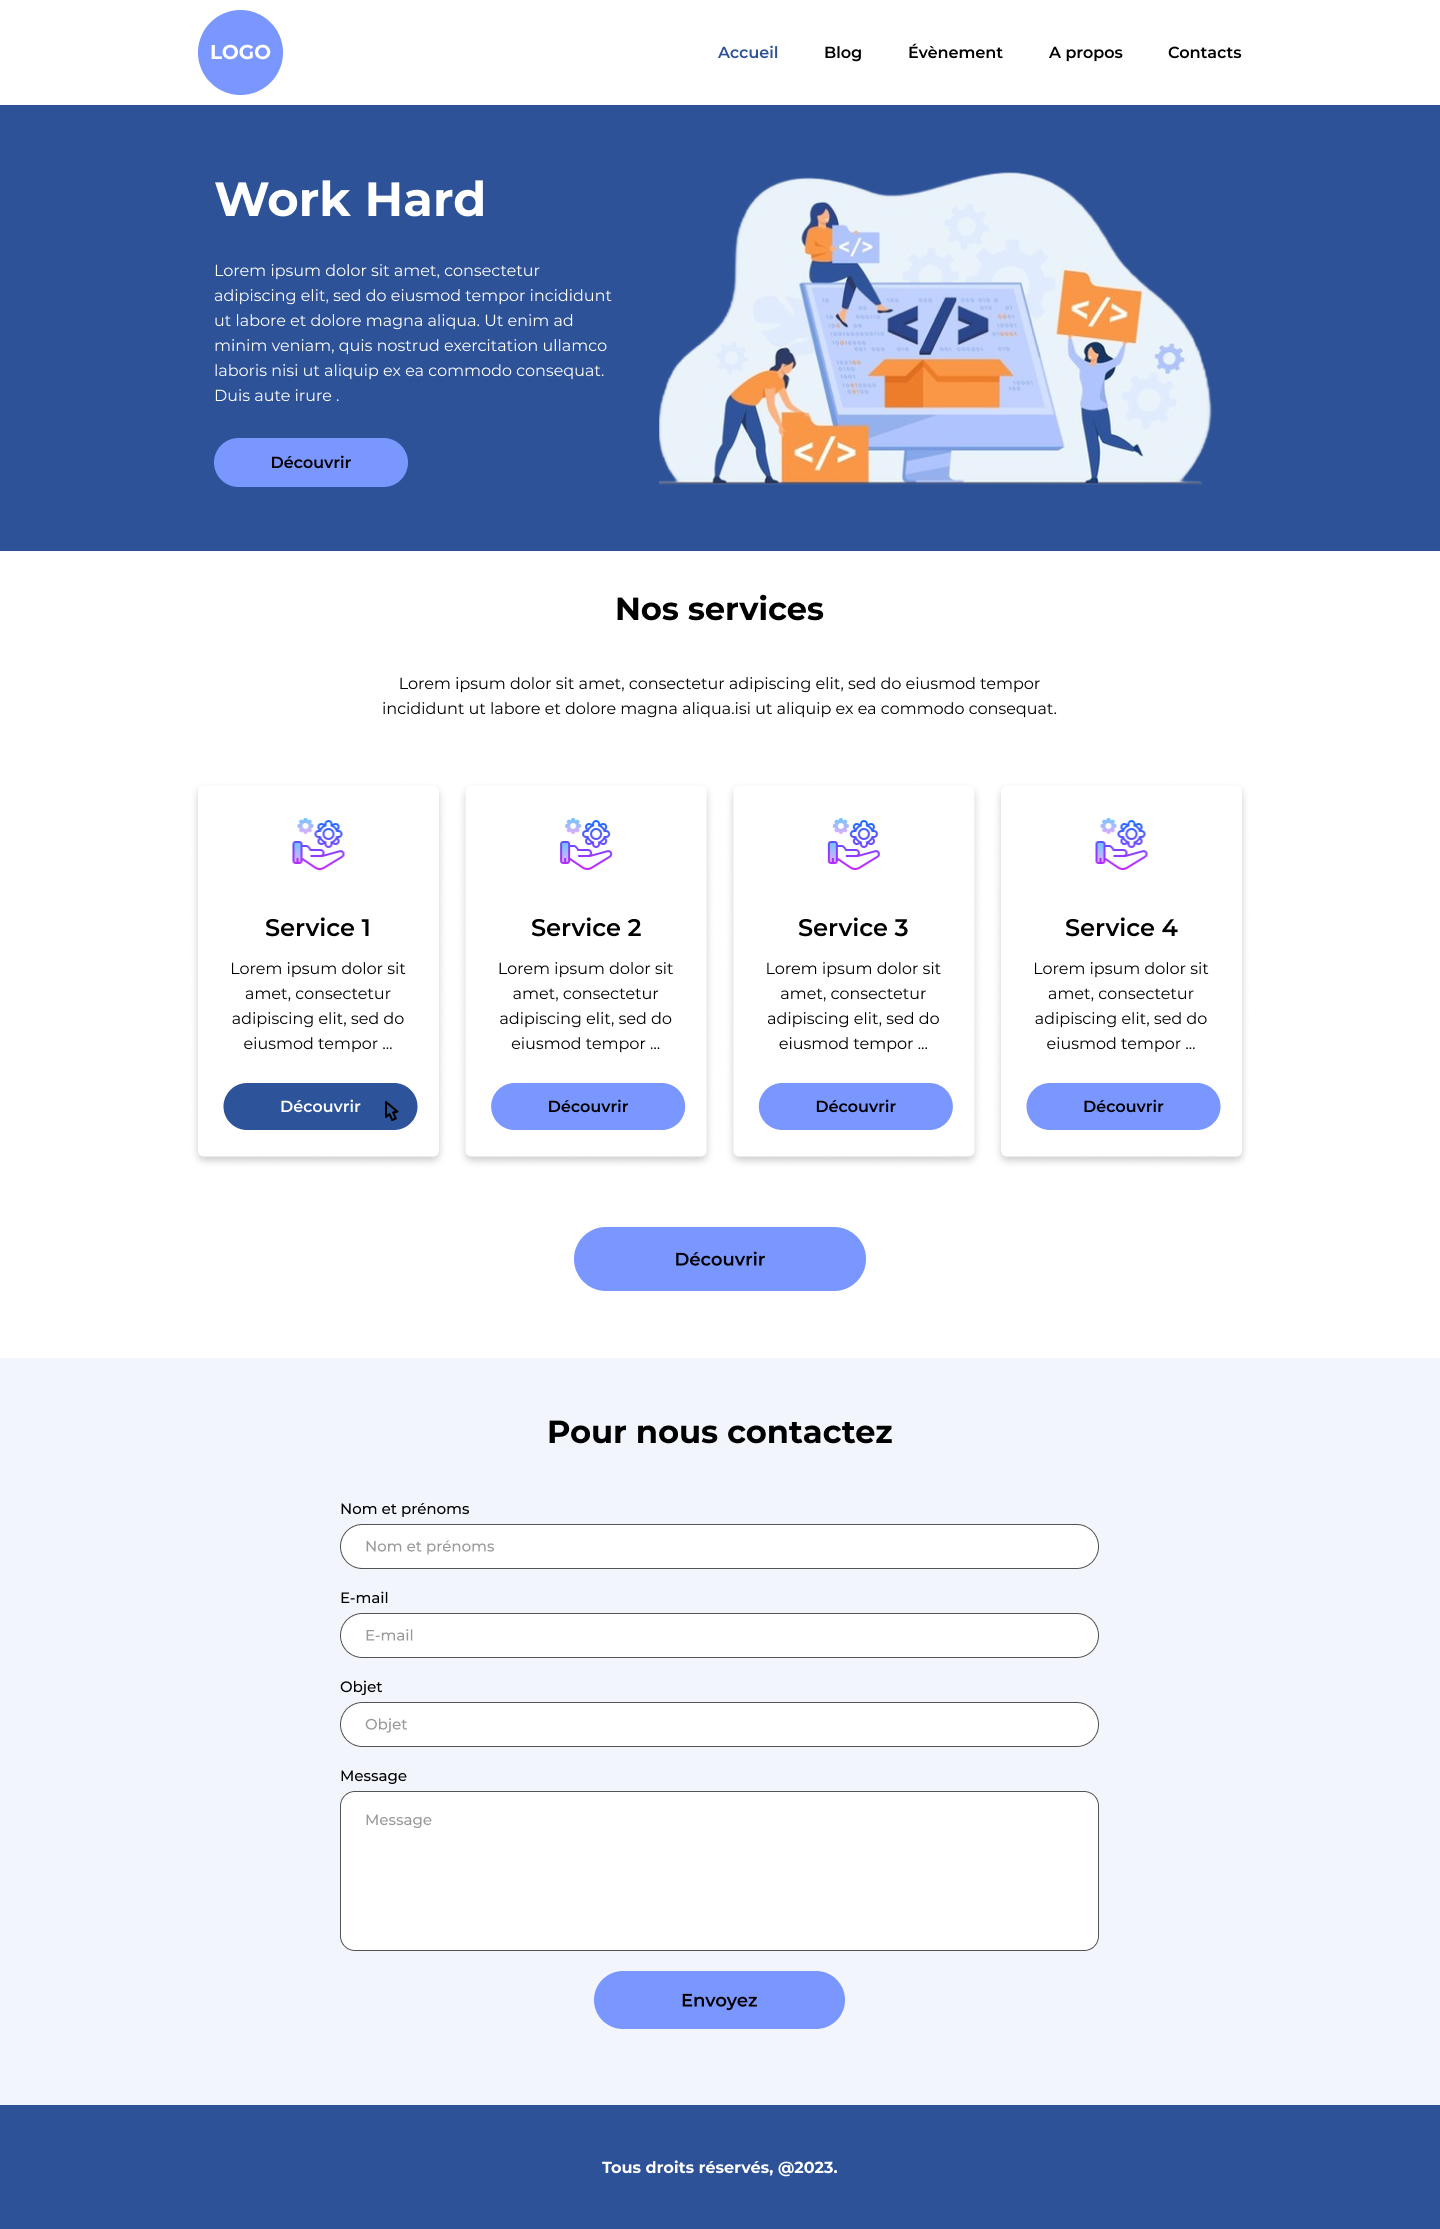 LOGO
Accueil Blog Évènement A propos Contacts
Work Hard
Lorem ipsum dolor sit amet, consectetur
adipiscing elit, sed do eiusmod tempor incididunt
ut labore et dolore magna aliqua. Ut enim ad
minim veniam, quis nostrud exercitation ullamco
laboris nisi ut aliquip ex ea commodo consequat.
Duis aute irure .
Découvrir
</>
</>
</>
</>
Nos services
Lorem ipsum dolor sit amet, consectetur adipiscing elit, sed do eiusmod tempor
incididunt ut labore et dolore magna aliqua.isi ut aliquip ex ea commodo consequat.
Service 1
Lorem ipsum dolor sit
amet, consectetur
adipiscing elit, sed do
eiusmod tempor ...
Découvrir
Service 2
Lorem ipsum dolor sit
amet, consectetur
adipiscing elit, sed do
eiusmod tempor ...
Découvrir
Service 3
Lorem ipsum dolor sit
amet, consectetur
adipiscing elit, sed do
eiusmod tempor ...
Découvrir
Service 4
Lorem ipsum dolor sit
amet, consectetur
adipiscing elit, sed do
eiusmod tempor ...
Découvrir
Découvrir
Pour nous contactez
Nom et prénoms
Nom et prénoms
E-mail
E-mail
Objet
Objet
Message
Message
Envoyez
Tous droits réservés, @2023.